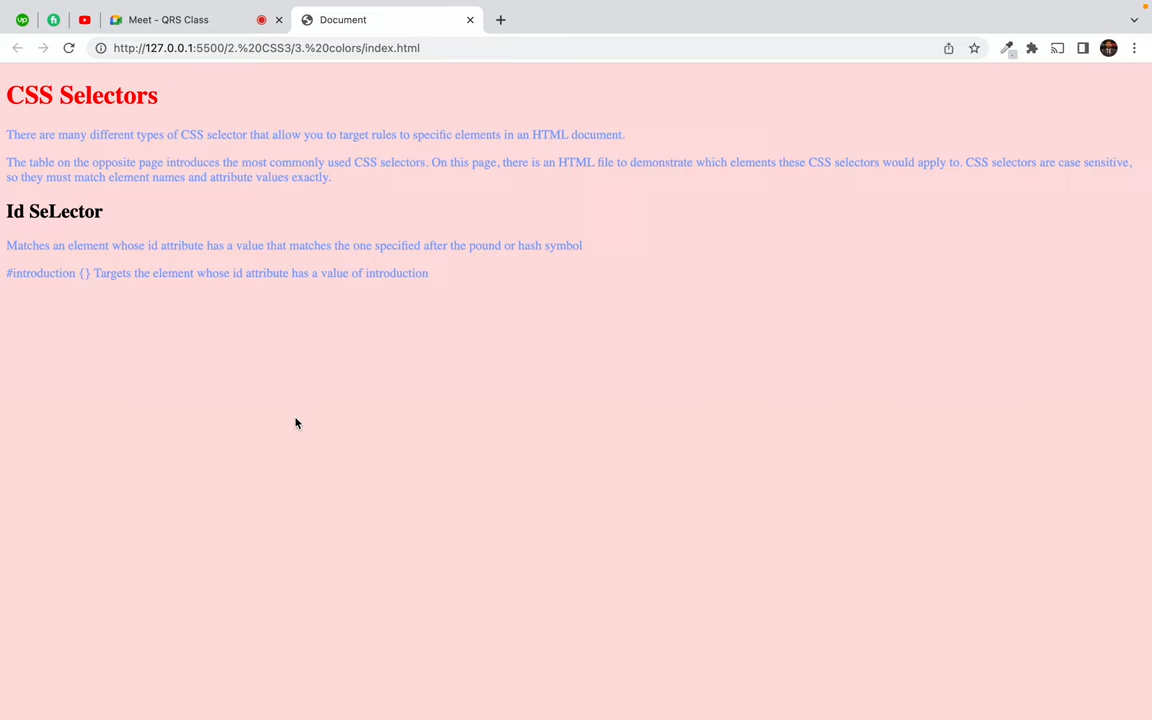 up
Meet - QRS Class
Document
http://127.0.0.1:5500/2.%20CSS3/3.%20colors/index.html
CSS Selectors
There are many different types of CSS selector that allow you to target rules to specific elements in an HTML document.
The table on the opposite page introduces the most commonly used CSS selectors. On this page, there is an HTML file to demonstrate which elements these CSS selectors would apply to. CSS selectors are case sensitive,
so they must match element names and attribute values exactly.
Id SeLector
Matches an element whose id attribute has a value that matches the one specified after the pound or hash symbol
#introduction {} Targets the element whose id attribute has a value of introduction